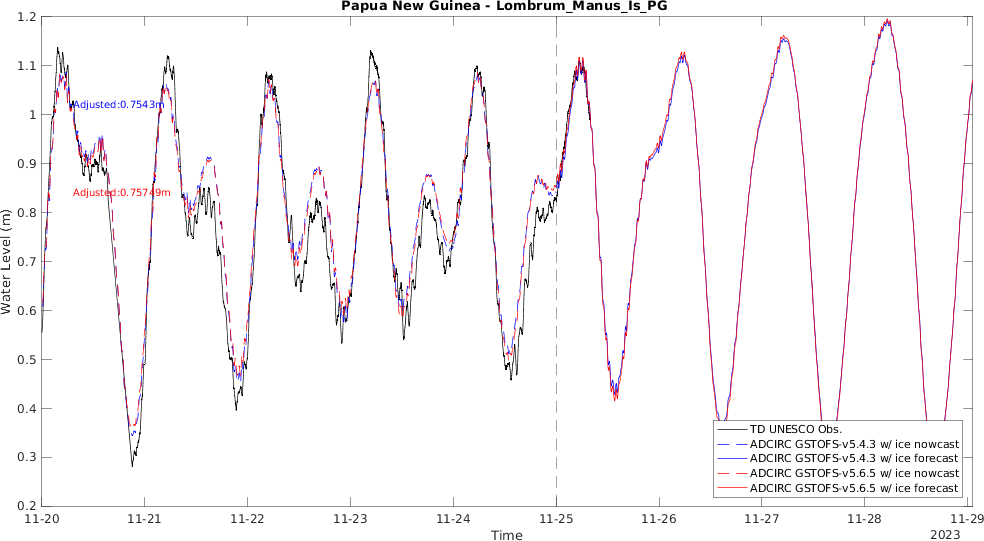 Papua New Guinea - Lombrum_Manus_Is_PG
Water Level (m)
1.2
1.1
1
0.9
0.8
0.7
0.6
0.5
0.4
0.3
0.2
Adjusted:0.7543m
Adjusted:0.75749m
TD UNESCO Obs.
ADCIRC GSTOFS-v5.4.3 w/ ice nowcast
ADCIRC GSTOFS-v5.4.3 w/ ice forecast
ADCIRC GSTOFS-v5.6.5 w/ ice nowcast
ADCIRC GSTOFS-v5.6.5 w/ ice forecast
11-20 11-21 11-22 11-23 11-24 11-25 11-26 11-27 11-28 11-29
Time
2023